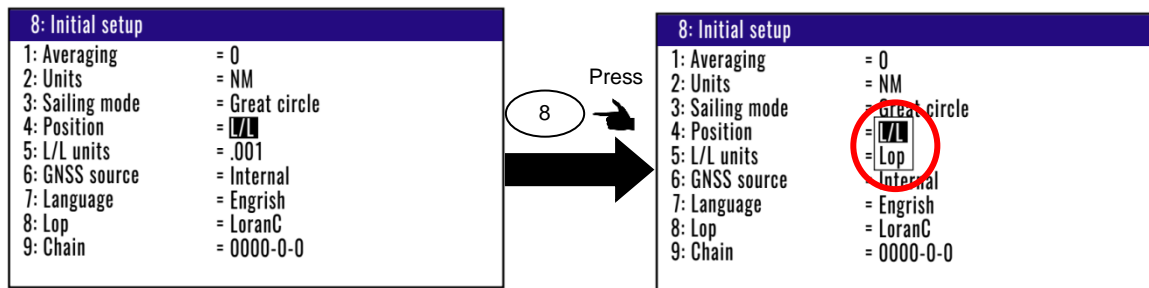 8: Initial setup
1: Averaging = 0
2: Units = NM
3: Sailing mode = Great circle
4: Position = L/L
5: L/L units = .001
6: GNSS source = Internal
7: Language = Engrish
8: Lop = LoranC
9: Chain = 0000-0-0
Press
8
8: Initial setup
1: Averaging = 0
2: Units = NM
3: Sailing mode = Great circle
4: Position = L/L
5: L/L units = Lop
6: GNSS source = Internal
7: Language = Engrish
8: Lop = LoranC
9: Chain = 0000-0-0